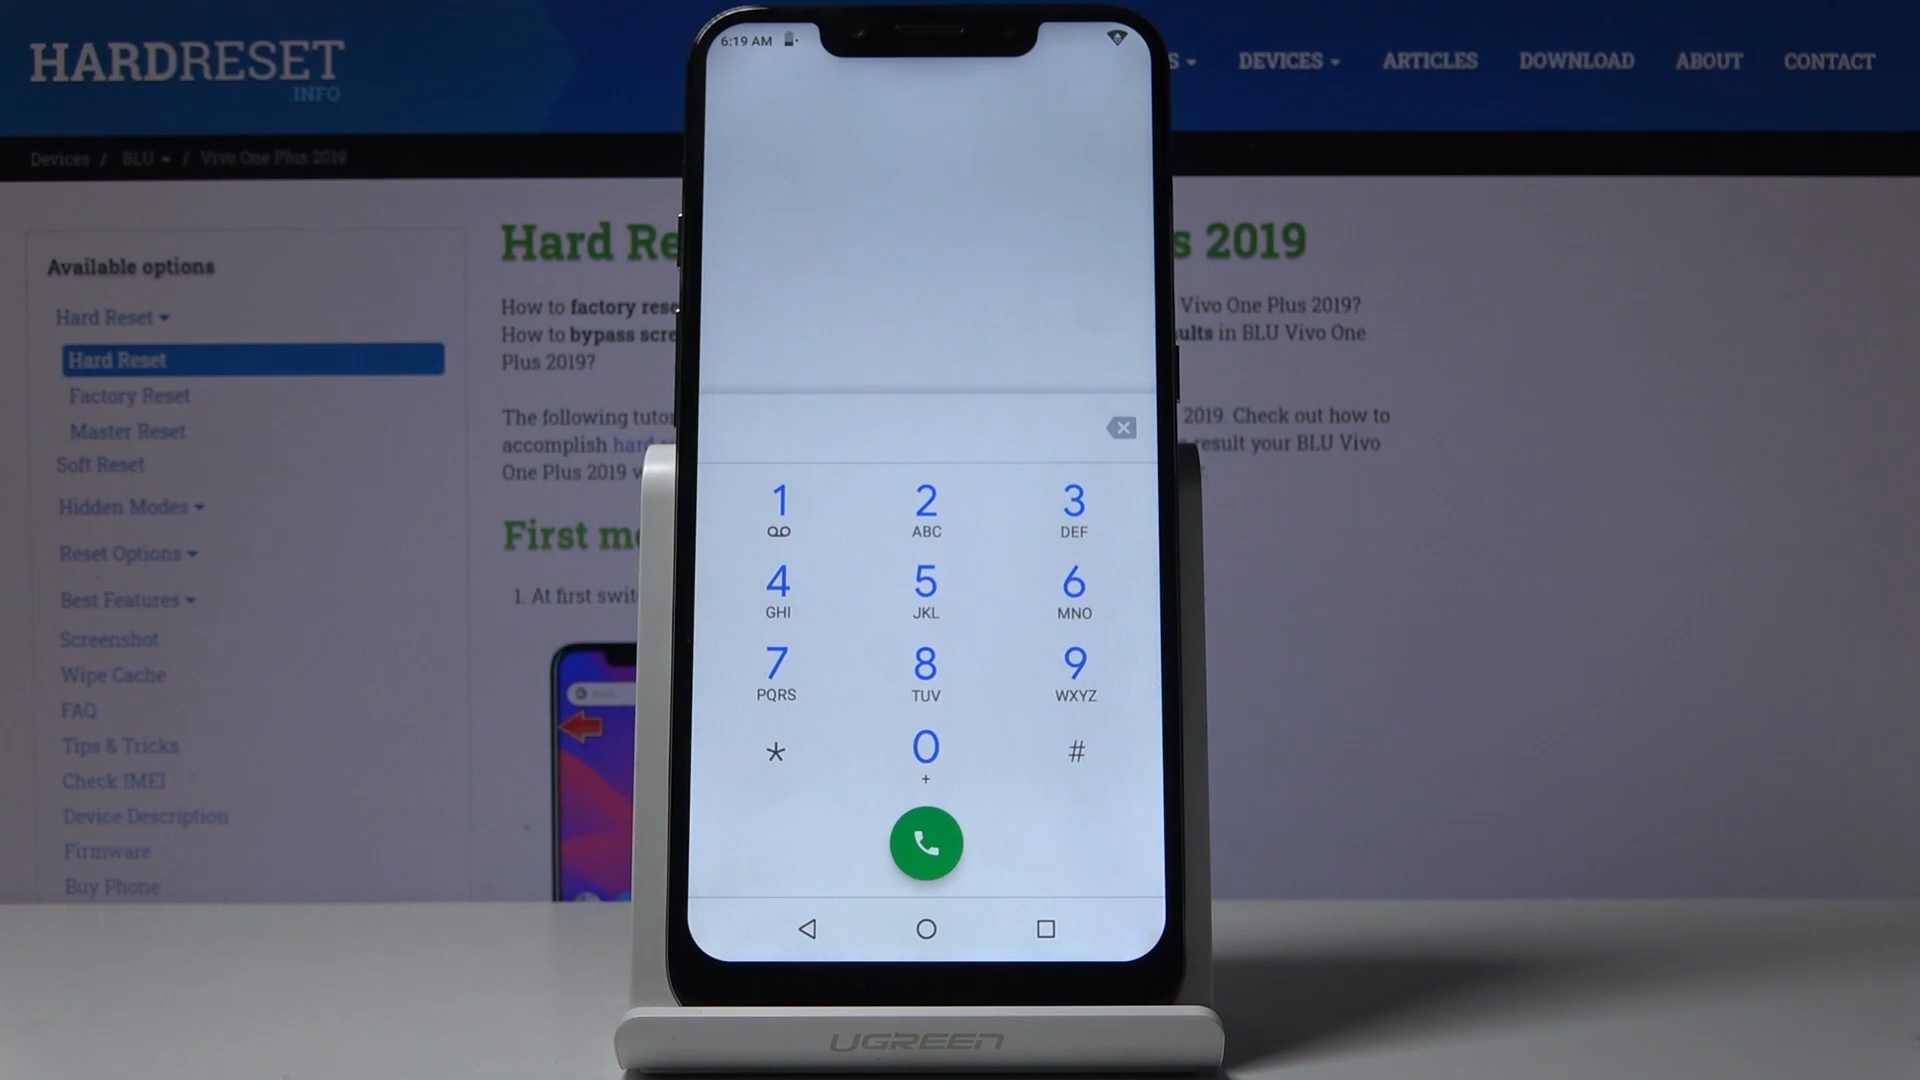 HARDRESET
.INFO
S DEVICES ARTICLES DOWNLOAD ABOUT CONTACT
Devices / BLU / Vivo One Plus 2019
Available options
Hard Reset
Hard Reset
Factory Reset
Master Reset
Soft Reset
Hidden Modes
Reset Options
Best Features
Screenshot
Wipe Cache
FAQ
Tips & Tricks
Check IMEI
Device Description
Firmware
Buy Phone
Hard Re s 2019
How to factory rese Vivo One Plus 2019?
How to bypass scre ults in BLU Vivo One
Plus 2019?
The following tutor 2019. Check out how to
accomplish hard result your BLU Vivo
One Plus 2019 w
First me
1. At first swit
6:19 AM
1 2 3
ABC DEF
4 5 6
GHI JKL MNO
7 8 9
PQRS TUV WXYZ
* 0 #
+
UGREEN